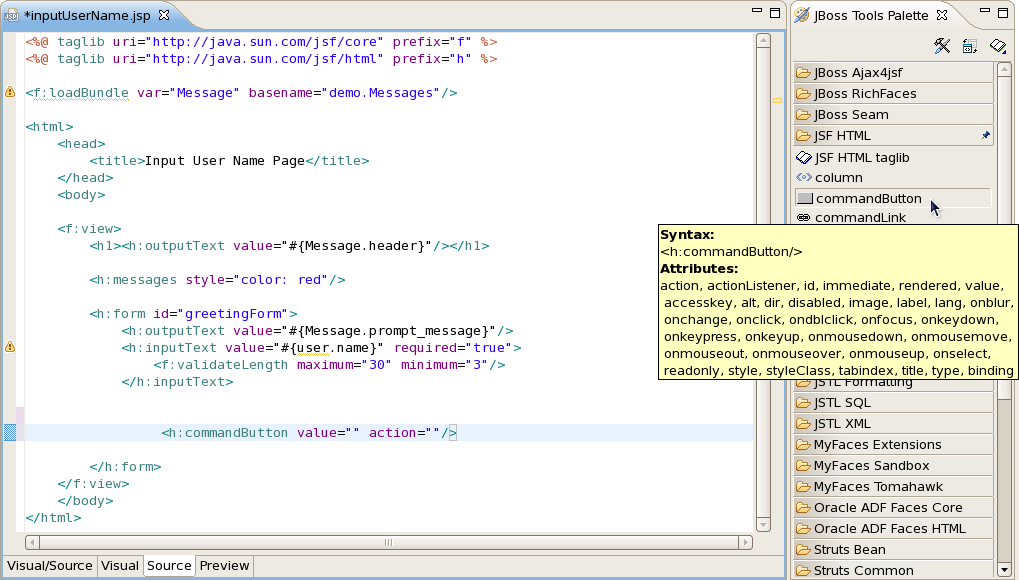 *inputUserName.jsp
<%@ taglib uri="http://java.sun.com/jsf/core" prefix="f" %>
<%@ taglib uri="http://java.sun.com/jsf/html" prefix="h" %>
<f:loadBundle var="Message" basename="demo.Messages"/>
<html>
<head>
<title>Input User Name Page</title>
</head>
<body>
<f:view>
<h1><h:outputText value="#{Message.header}"/></h1>
<h:messages style="color: red"/>
<h:form id="greetingForm">
<h:outputText value="#{Message.prompt_message}"/>
<h:inputText value="#{user.name}" required="true">
<f:validateLength maximum="30" minimum="3"/>
</h:inputText>
<h:commandButton value="" action=""/>
</h:form>
</f:view>
</body>
</html>
Visual/Source Visual Source Preview
JBoss Tools Palette
JBoss Ajax4jsf
JBoss RichFaces
JBoss Seam
JSF HTML
JSF HTML taglib
column
commandButton
commandLink
Syntax:
<h:commandButton/>
Attributes:
action, actionListener, id, immediate, rendered, value,
accesskey, alt, dir, disabled, image, label, lang, onblur,
onchange, onclick, ondblclick, onfocus, onkeydown,
onkeypress, onkeyup, onmousedown, onmousemove,
onmouseout, onmouseover, onmouseup, onselect,
readonly, style, styleClass, tabindex, title, type, binding
JSTL Formatting
JSTL SQL
JSTL XML
MyFaces Extensions
MyFaces Sandbox
MyFaces Tomahawk
Oracle ADF Faces Core
Oracle ADF Faces HTML
Struts Bean
Struts Common